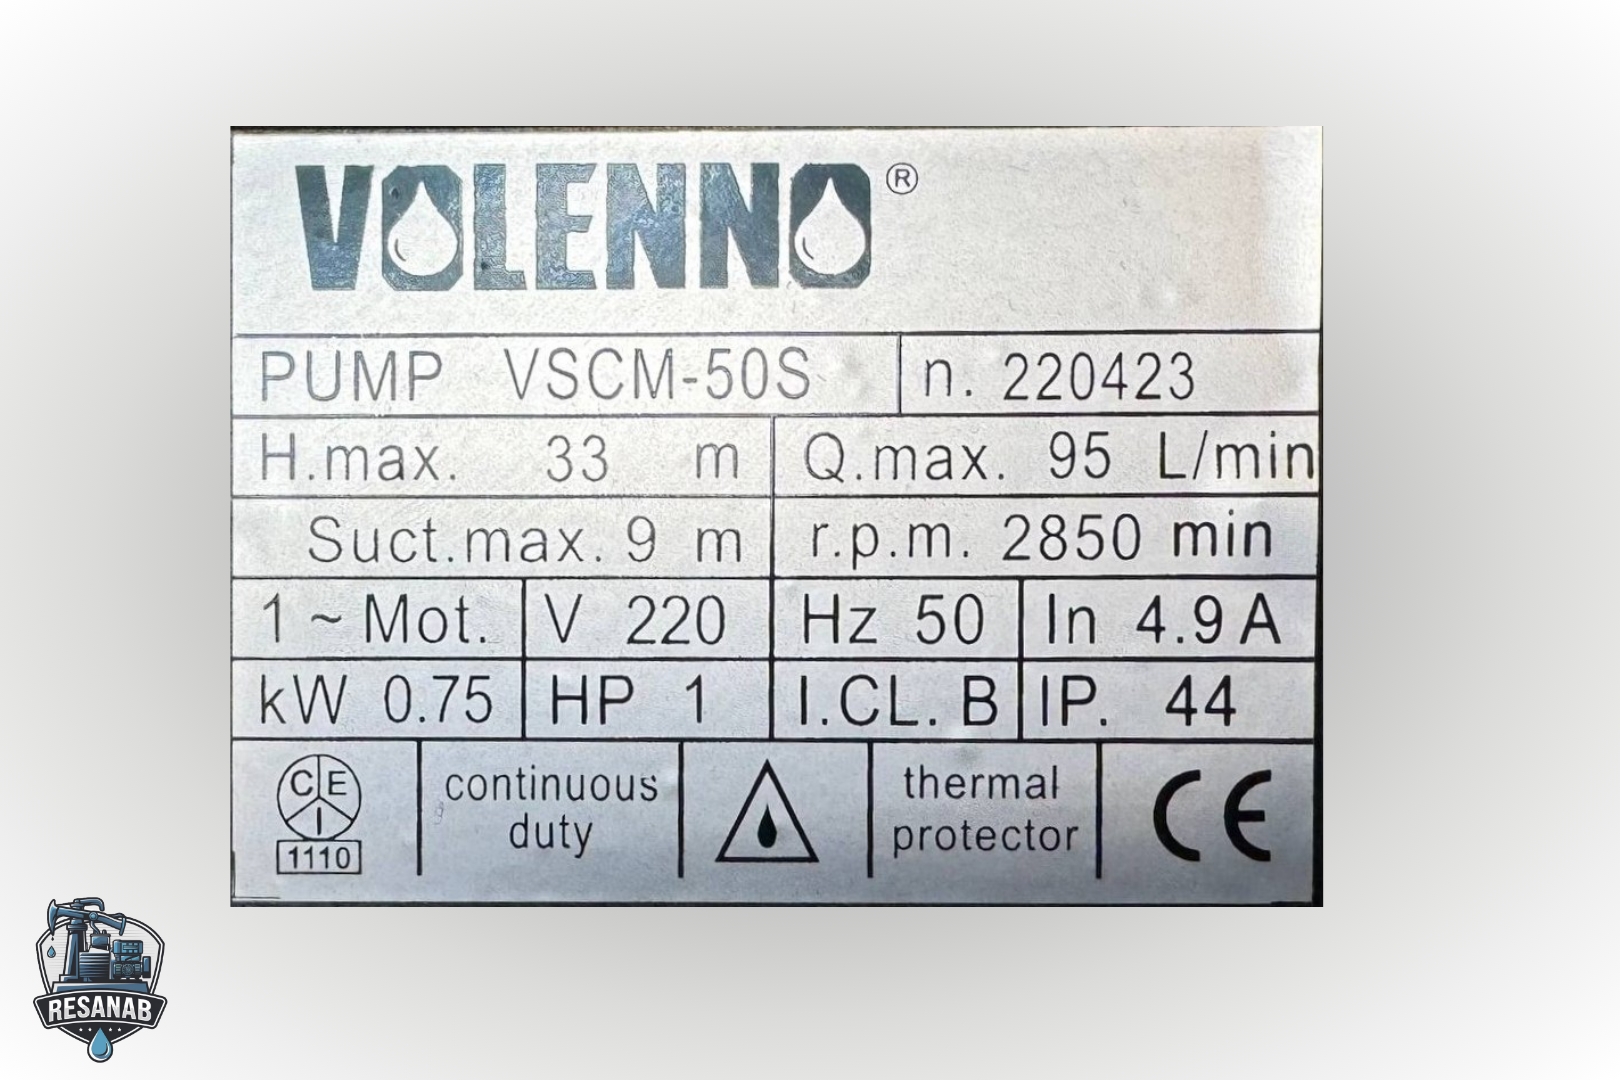 VOLENNO®
PUMP VSCM-50S n. 220423
H.max. 33 m Q.max. 95 L/min
Suct.max. 9 m r.p.m. 2850 min
1 ~ Mot. V 220 Hz 50 In 4.9 A
kW 0.75 HP 1 I.CL. B IP. 44
CEI
1110
continuous
duty
thermal
protector
CE
RESANAB